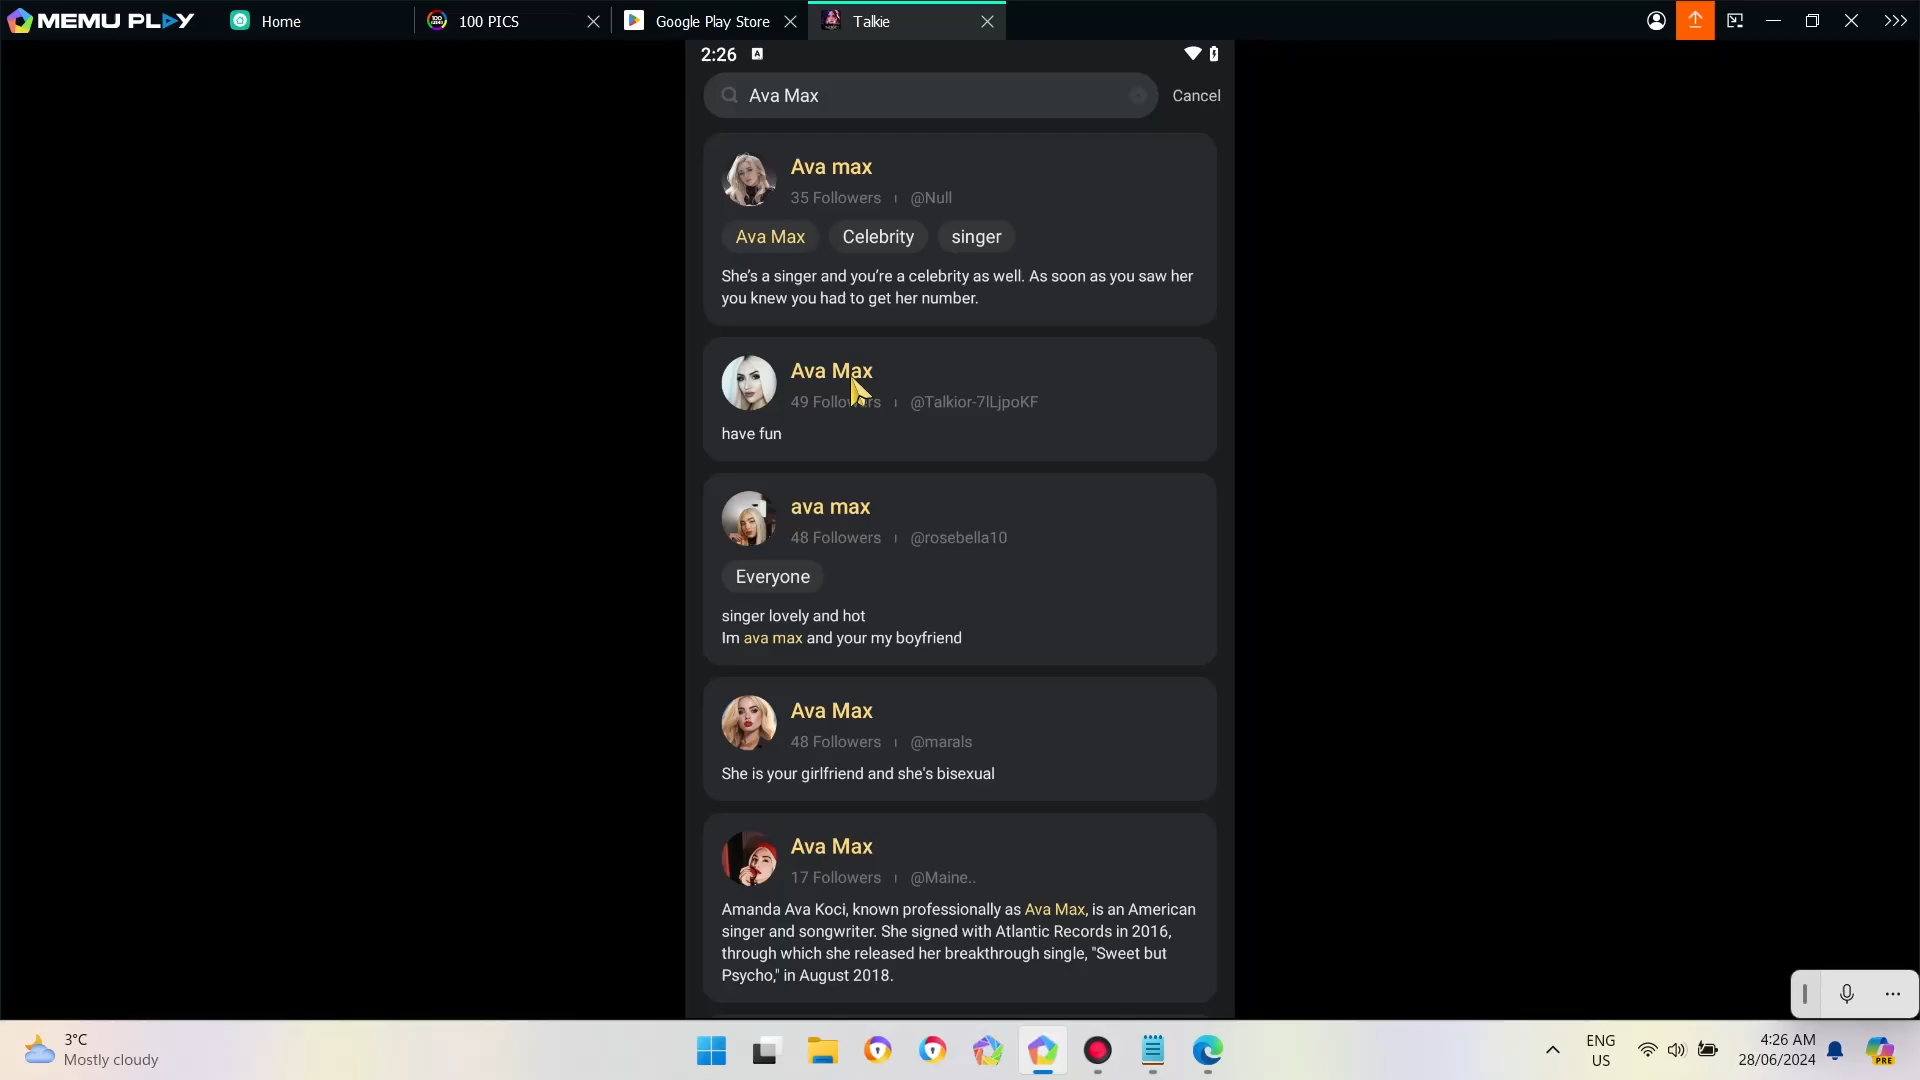 MEMU PLAY
Home
100 PICS
Google Play Store
Talkie
2:26
A
Ava Max
Cancel
Ava max
35 Followers
@Null
Ava Max
Celebrity
singer
She's a singer and you're a celebrity as well. As soon as you saw her
you knew you had to get her number.
Ava Max
49 Followers
@Talkior-7lLjpoKF
have fun
ava max
48 Followers
@rosebella10
Everyone
singer lovely and hot
Im ava max and your my boyfriend
Ava Max
48 Followers
@marals
She is your girlfriend and she's bisexual
Ava Max
17 Followers
@Maine..
Amanda Ava Koci, known professionally as Ava Max, is an American
singer and songwriter. She signed with Atlantic Records in 2016,
through which she released her breakthrough single, "Sweet but
Psycho," in August 2018.
3°C
Mostly cloudy
ENG
US
4:26 AM
28/06/2024
PRE